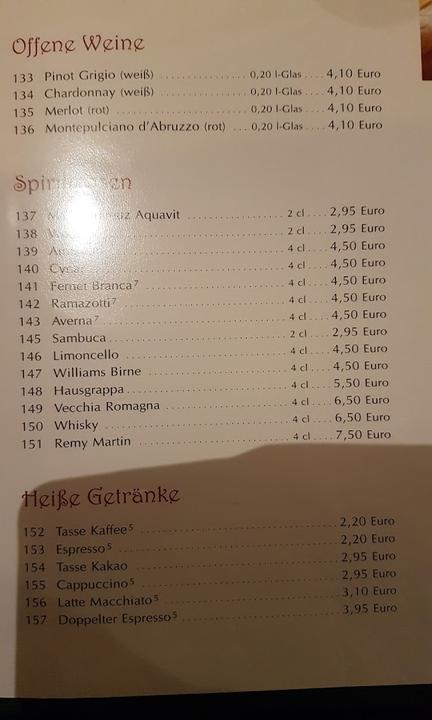 Offene Weine
133 Pinot Grigio (weiß) ................ 0,20 l-Glas .... 4,10 Euro
134 Chardonnay (weiß) ................ 0,20 l-Glas .... 4,10 Euro
135 Merlot (rot) ................ 0,20 l-Glas .... 4,10 Euro
136 Montepulciano d'Abruzzo (rot) ... 0,20 l-Glas .... 4,10 Euro
137 Aquavit ................ 2 cl .... 2,95 Euro
138 ................ 2 cl .... 2,95 Euro
139 ................ 4 cl .... 4,50 Euro
140 ................ 4 cl .... 4,50 Euro
141 Fernet Branca⁷ ................ 4 cl .... 4,50 Euro
142 Ramazotti⁷ ................ 4 cl .... 4,50 Euro
143 Averna⁷ ................ 4 cl .... 4,50 Euro
145 Sambuca ................ 2 cl .... 2,95 Euro
146 Limoncello ................ 4 cl .... 4,50 Euro
147 Williams Birne ................ 4 cl .... 4,50 Euro
148 Hausgrappa ................ 4 cl .... 5,50 Euro
149 Vecchia Romagna ................ 4 cl .... 6,50 Euro
150 Whisky ................ 4 cl .... 6,50 Euro
151 Remy Martin ................ 4 cl .... 7,50 Euro
Heiße Getränke
152 Tasse Kaffee⁵ ................ 2,20 Euro
153 Espresso⁵ ................ 2,20 Euro
154 Tasse Kakao ................ 2,95 Euro
155 Cappuccino⁵ ................ 2,95 Euro
156 Latte Macchiato⁵ ................ 3,10 Euro
157 Doppelter Espresso⁵ ................ 3,95 Euro